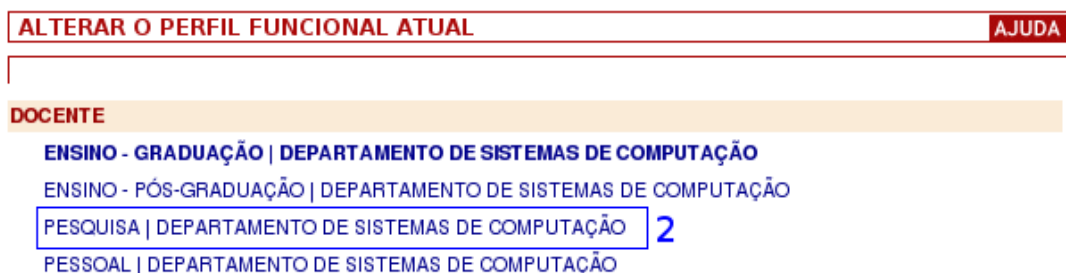 ALTERAR O PERFIL FUNCIONAL ATUAL AJUDA
DOCENTE
ENSINO - GRADUAÇÃO | DEPARTAMENTO DE SISTEMAS DE COMPUTAÇÃO
ENSINO - PÓS-GRADUAÇÃO | DEPARTAMENTO DE SISTEMAS DE COMPUTAÇÃO
PESQUISA | DEPARTAMENTO DE SISTEMAS DE COMPUTAÇÃO 2
PESSOAL | DEPARTAMENTO DE SISTEMAS DE COMPUTAÇÃO